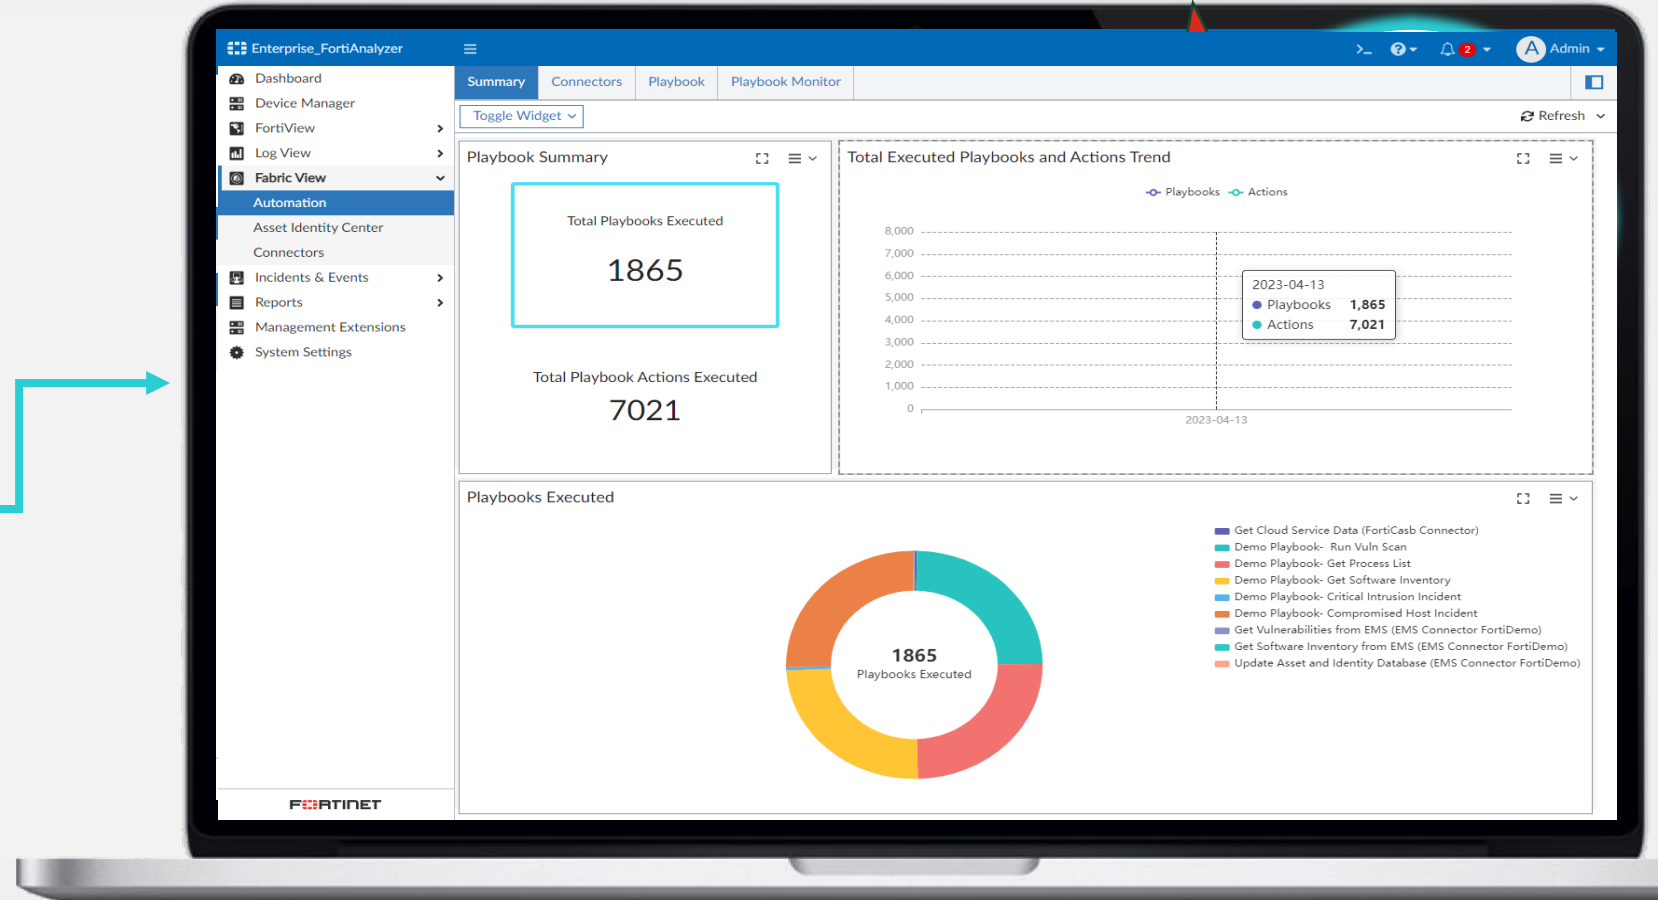 Enterprise_FortiAnalyzer
>_ ? 2 A Admin
Dashboard
Device Manager
FortiView
Log View
Fabric View
Automation
Asset Identity Center
Connectors
Incidents & Events
Reports
Management Extensions
System Settings
FORTINET
Summary Connectors Playbook Playbook Monitor
Toggle Widget Refresh
Playbook Summary
Total Playbooks Executed
1865
Total Playbook Actions Executed
7021
Total Executed Playbooks and Actions Trend
Playbooks Actions
8,000
7,000
6,000
5,000
4,000
3,000
2,000
1,000
0
2023-04-13
2023-04-13
Playbooks 1,865
Actions 7,021
Playbooks Executed
1865
Playbooks Executed
Get Cloud Service Data (FortiCasb Connector)
Demo Playbook- Run Vuln Scan
Demo Playbook- Get Process List
Demo Playbook- Get Software Inventory
Demo Playbook- Critical Intrusion Incident
Demo Playbook- Compromised Host Incident
Get Vulnerabilities from EMS (EMS Connector FortiDemo)
Get Software Inventory from EMS (EMS Connector FortiDemo)
Update Asset and Identity Database (EMS Connector FortiDemo)